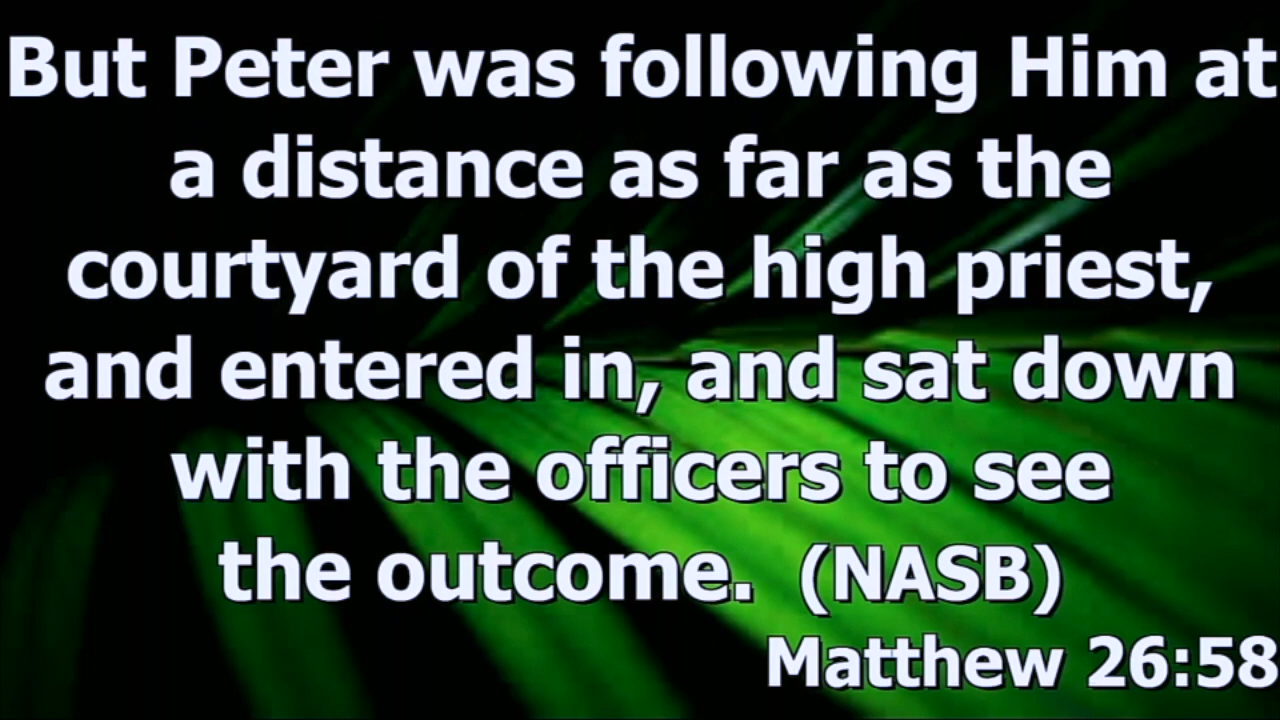 But Peter was following Him at
a distance as far as the
courtyard of the high priest,
and entered in, and sat down
with the officers to see
the outcome. (NASB)
Matthew 26:58